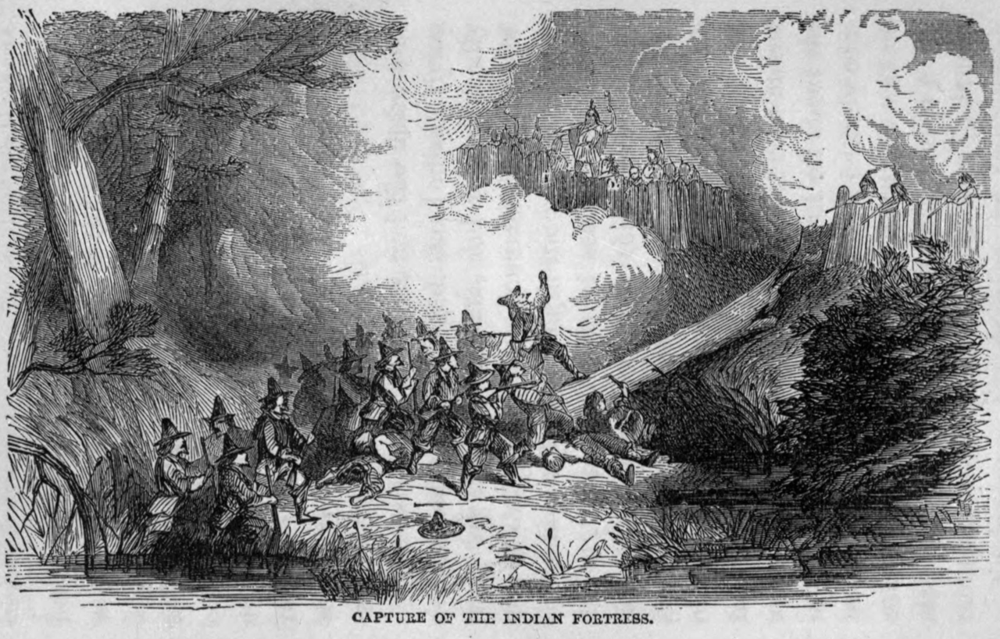 CAPTURE OF THE INDIAN FORTRESS.